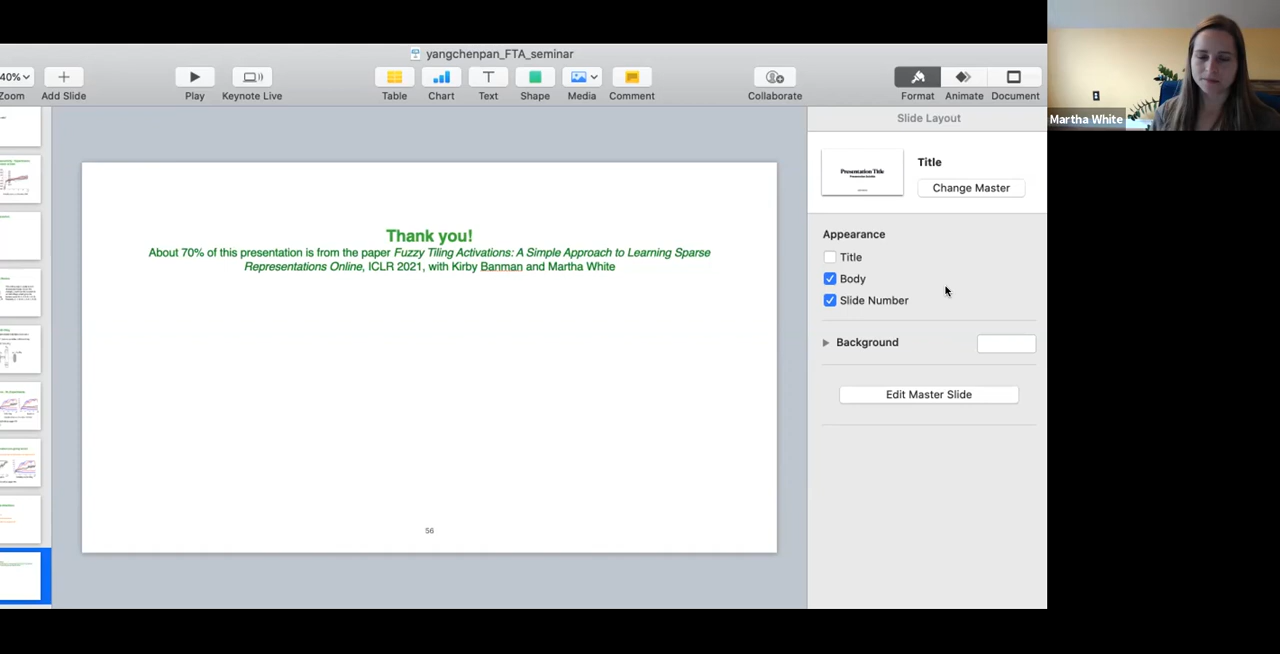 yangchenpan_FTA_seminar
40%
Zoom
Add Slide
Play
Keynote Live
Table
Chart
Text
Shape
Media
Comment
Collaborate
Format
Animate
Document
Martha White
Slide Layout
Presentation Title
Title
Change Master
Appearance
Title
Body
Slide Number
Background
Edit Master Slide
Thank you!
About 70% of this presentation is from the paper Fuzzy Tiling Activations: A Simple Approach to Learning Sparse
Representations Online, ICLR 2021, with Kirby Banman and Martha White
56